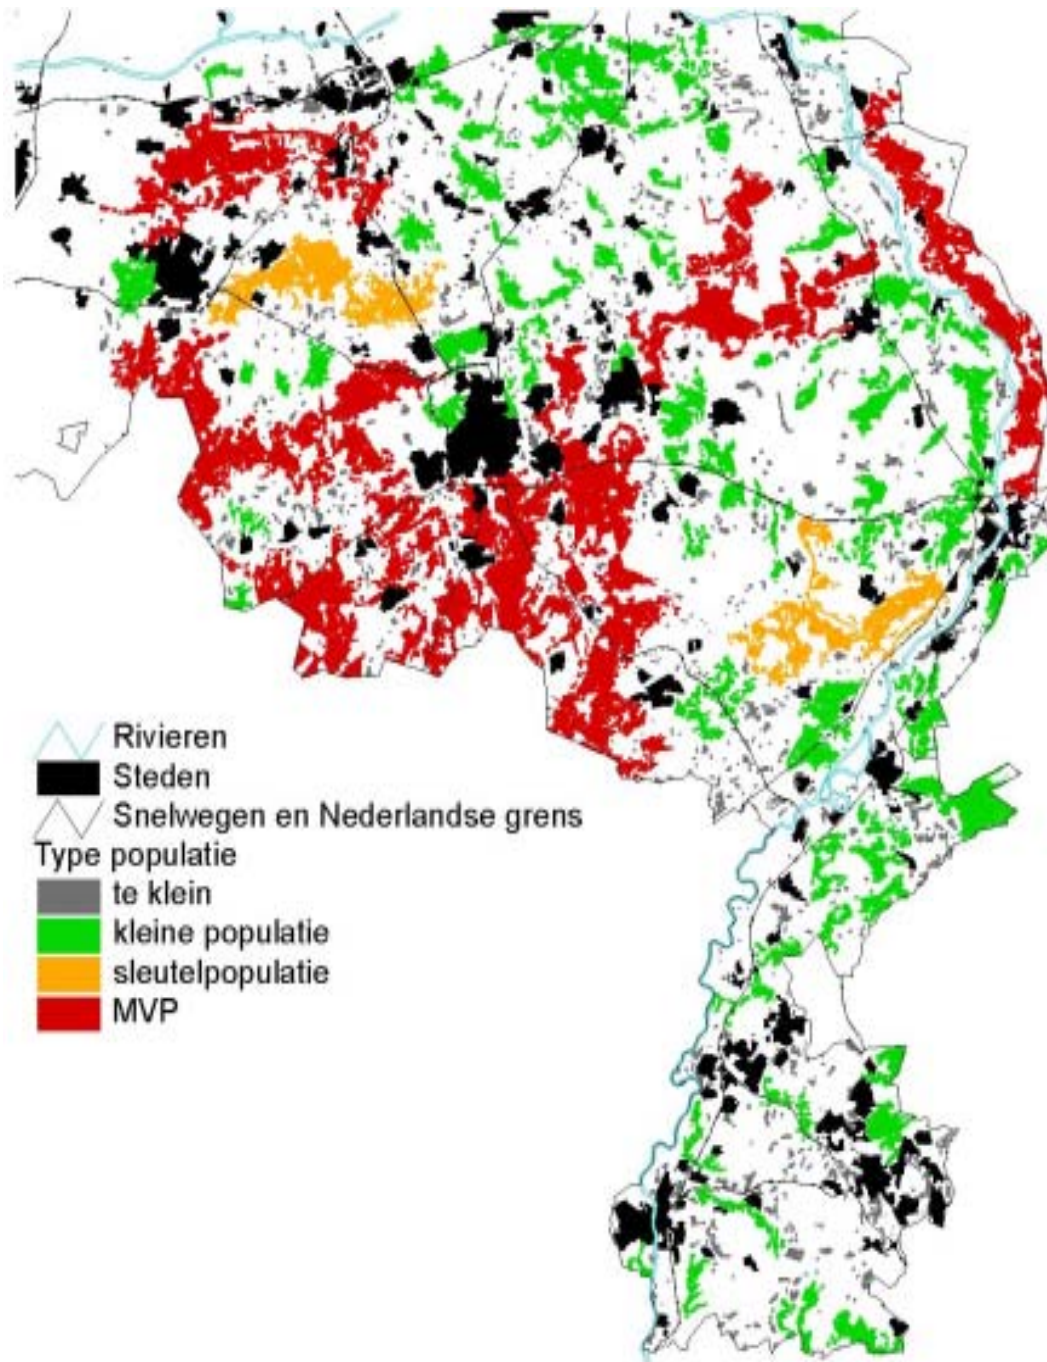 Rivieren
Steden
Snelwegen en Nederlandse grens
Type populatie
te klein
kleine populatie
sleutelpopulatie
MVP